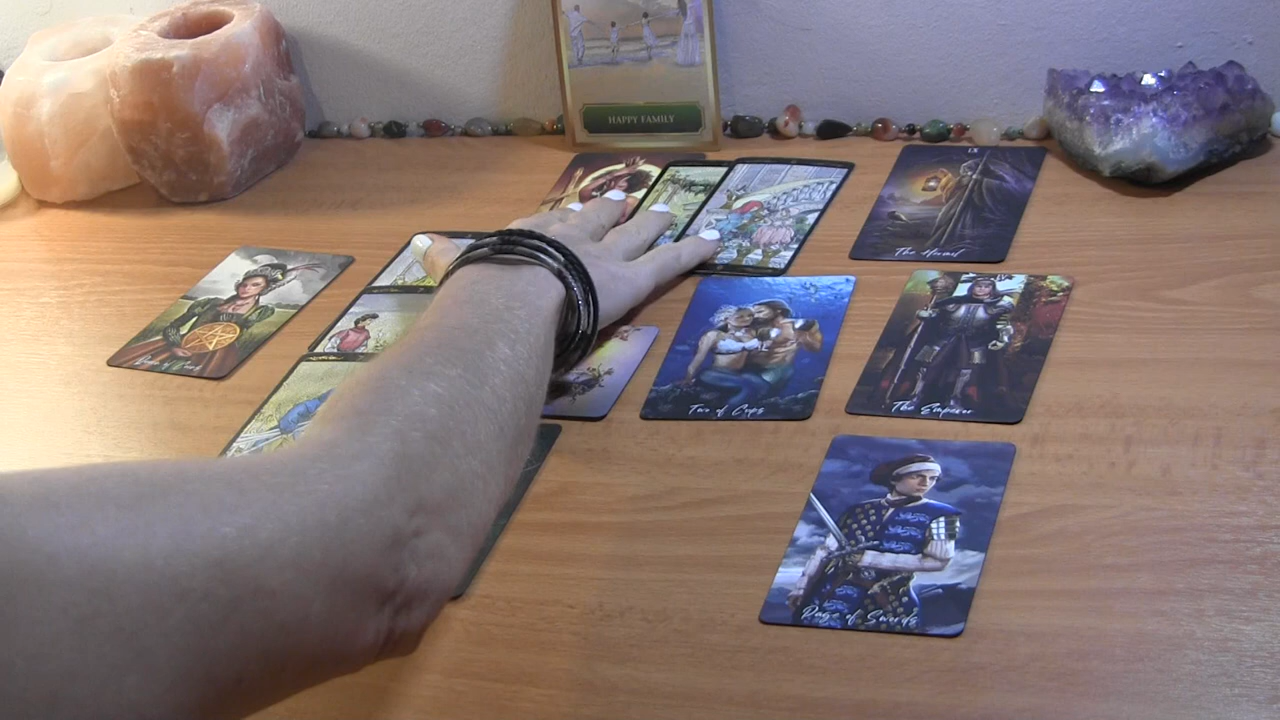 HAPPY FAMILY
IX
The Hermit
Two of Cups
The Emperor
Page of Swords